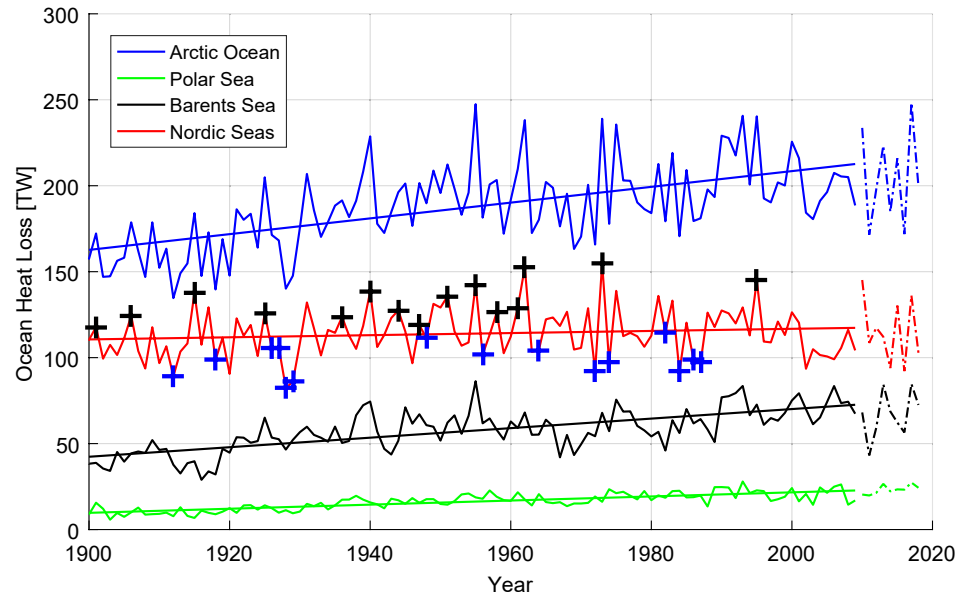 300
250
200
150
100
50
0
Ocean Heat Loss [TW]
Arctic Ocean
Polar Sea
Barents Sea
Nordic Seas
1900 1920 1940 1960 1980 2000 2020
Year